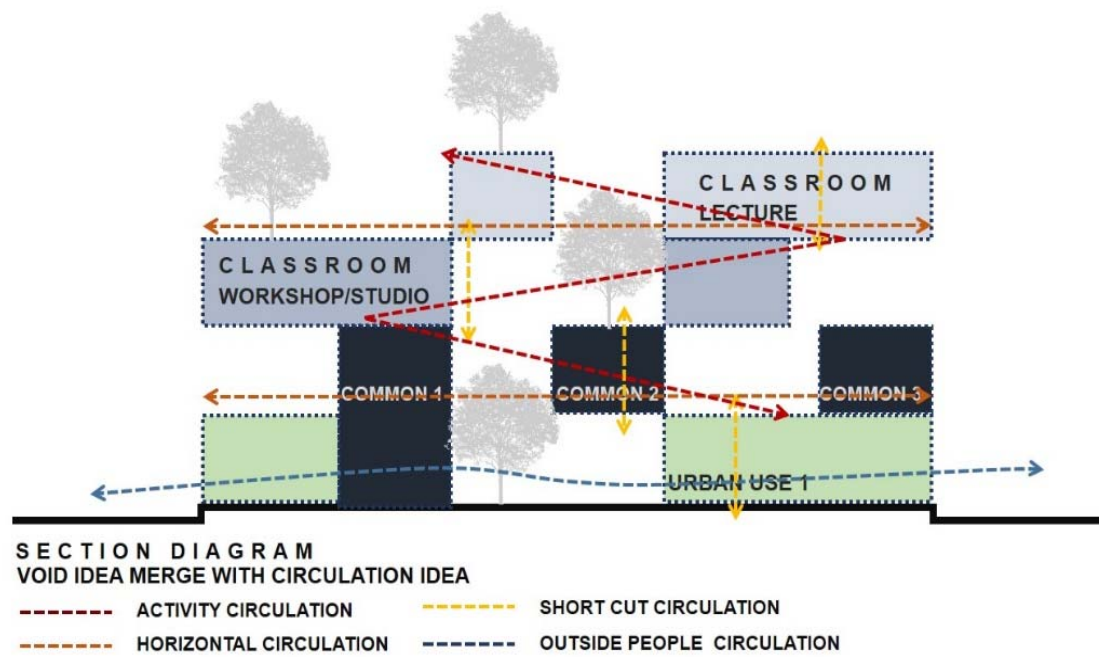 CLASSROOM
LECTURE
CLASSROOM
WORKSHOP/STUDIO
COMMON 1
COMMON 2
COMMON 3
URBAN USE 1
SECTION DIAGRAM
VOID IDEA MERGE WITH CIRCULATION IDEA
ACTIVITY CIRCULATION
SHORT CUT CIRCULATION
HORIZONTAL CIRCULATION
OUTSIDE PEOPLE CIRCULATION